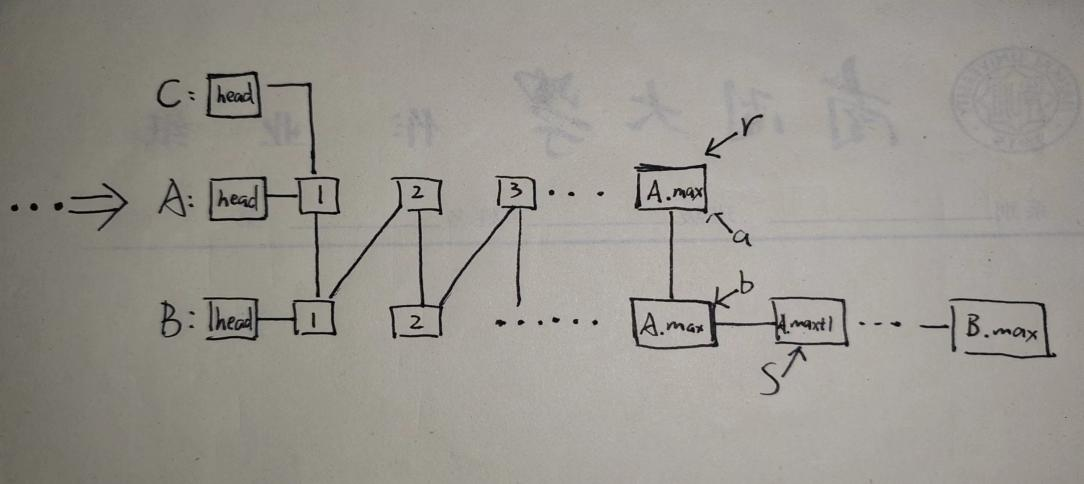 C: head
r
A: head 1 2 3 ... A.max
a
b
B: head 1 2 ...... A.max A.max+1 ... B.max
S